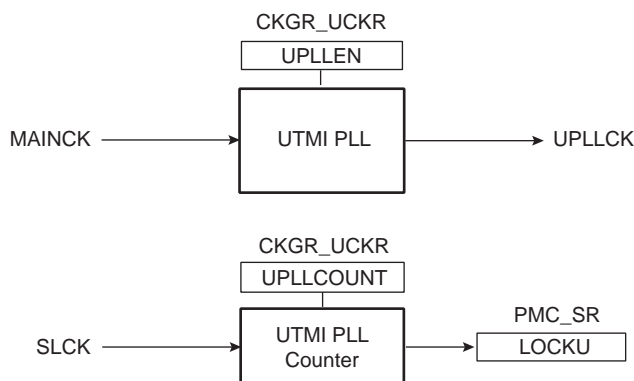 CKGR_UCKR
UPLLEN
MAINCK
UTMI PLL
UPLLCK
CKGR_UCKR
UPLLCOUNT
PMC_SR
SLCK
UTMI PLL
Counter
LOCKU